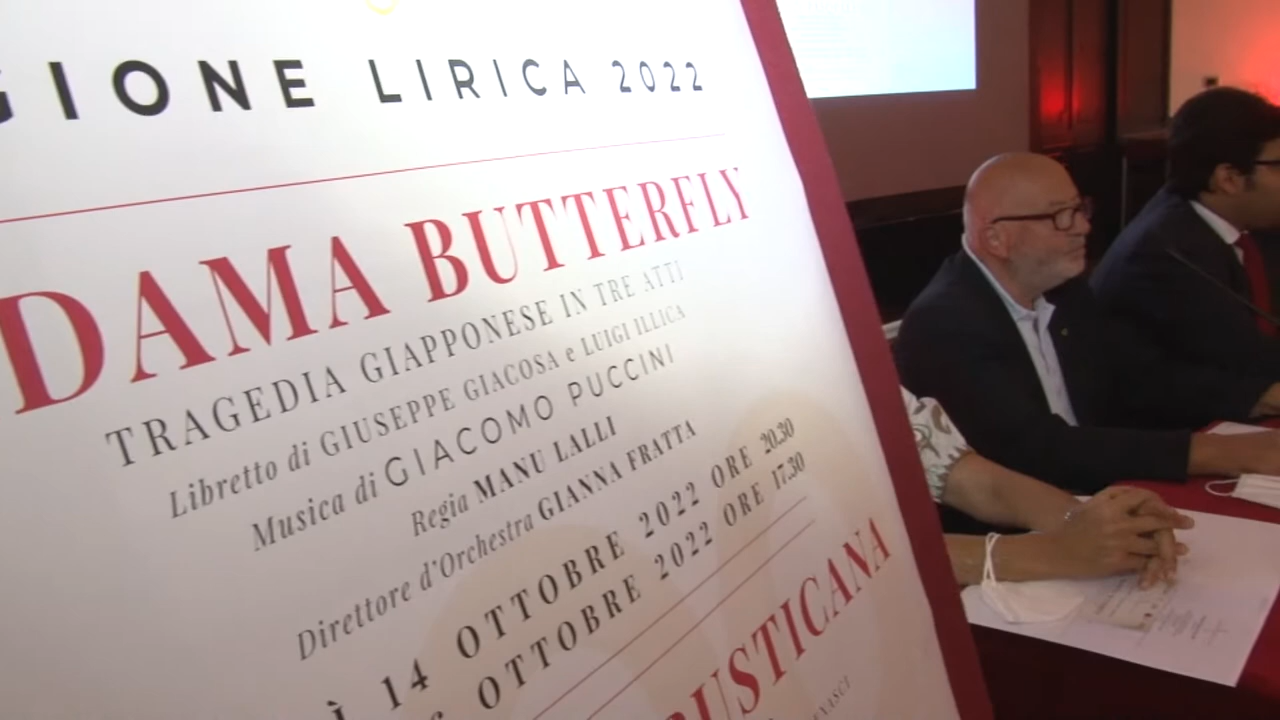 GIONE LIRICA 2022
DAMA BUTTERFLY
TRAGEDIA GIAPPONESE IN TRE ATTI
Libretto di GIUSEPPE GIACOSA e LUIGI ILLICA
Musica di GIACOMO PUCCINI
Regia MANU LALLI
Direttore d'Orchestra GIANNA FRATTA
Ì 14 OTTOBRE 2022 ORE 20.30
6 OTTOBRE 2022 ORE 17.30
RUSTICANA